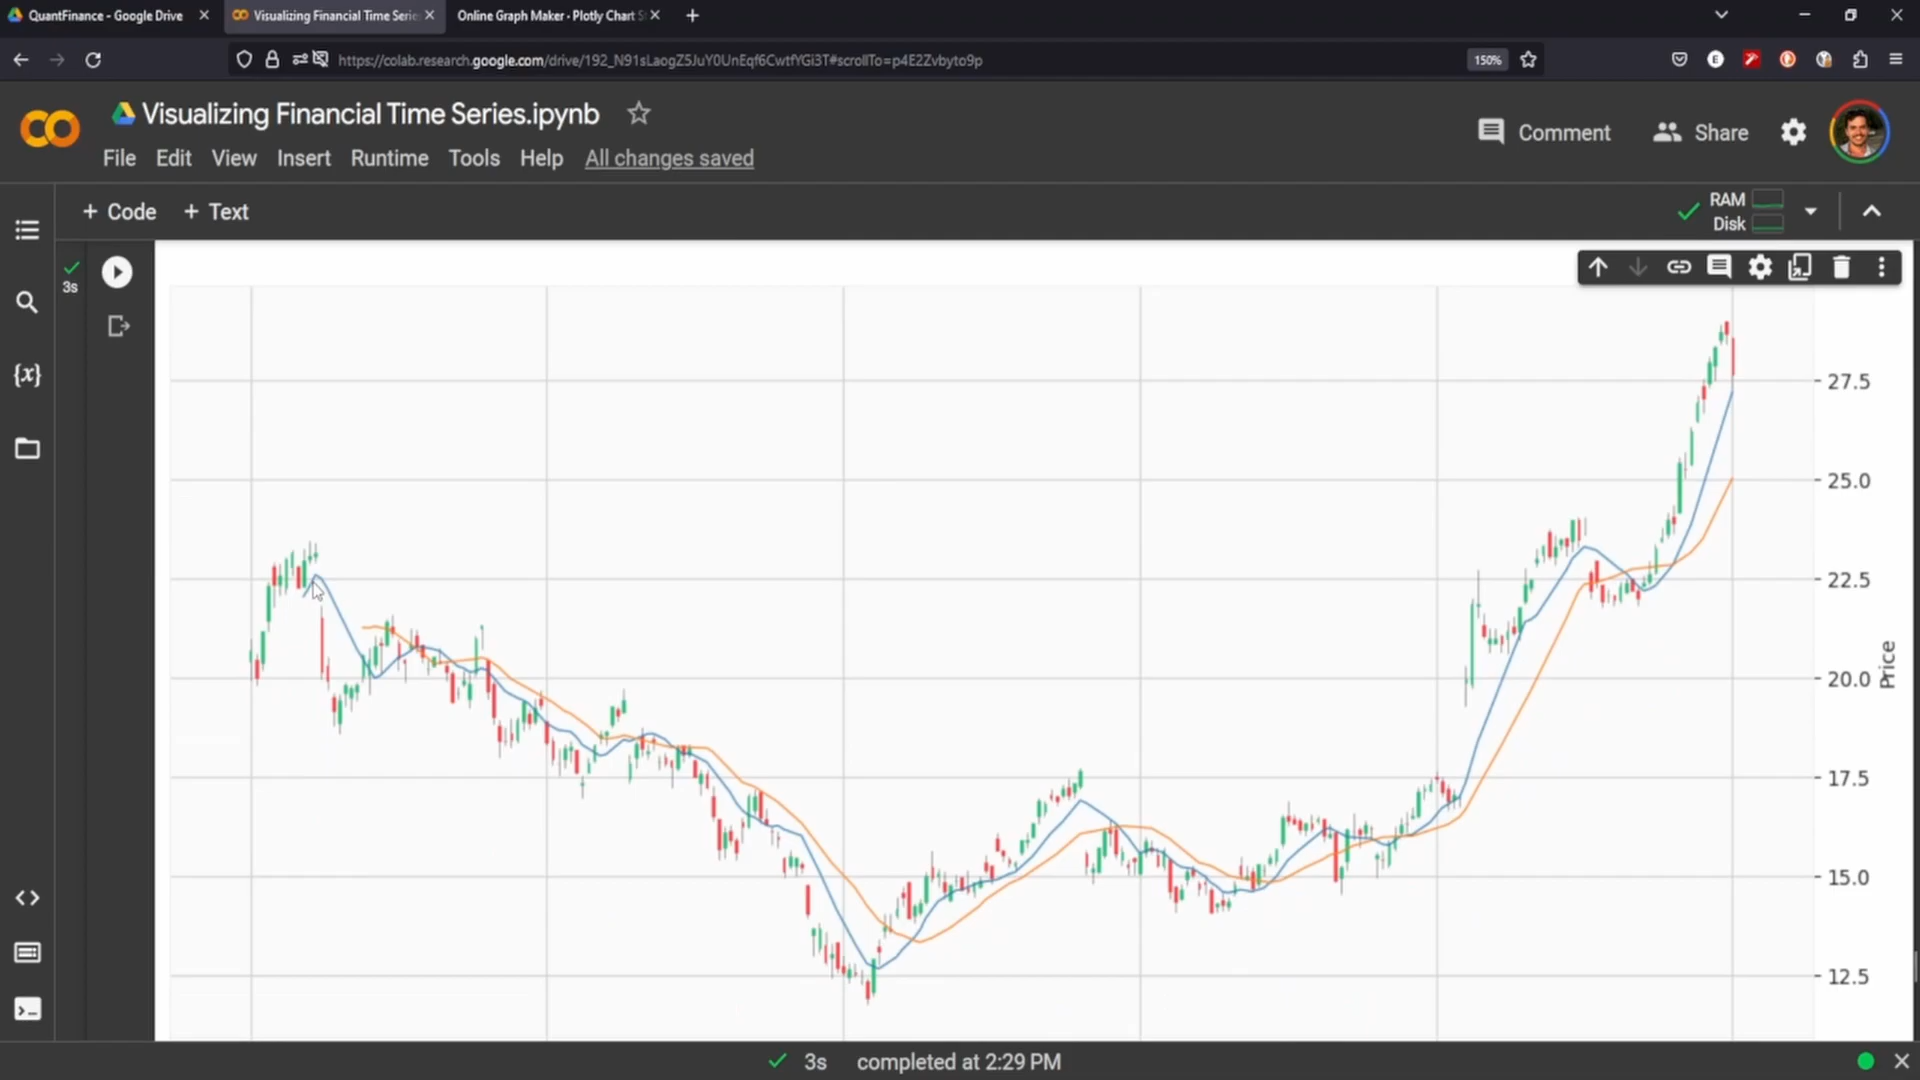 QuantFinance - Google Drive
Visualizing Financial Time Serie
Online Graph Maker · Plotly Chart St
https://colab.research.google.com/drive/192_N91sLaogZ5JuY0UnEqf6CwtfYGi3T#scrollTo=p4E2Zvbyto9p
150%
Visualizing Financial Time Series.ipynb
Comment
Share
File Edit View Insert Runtime Tools Help All changes saved
+ Code + Text
RAM
Disk
3s
{x}
27.5
25.0
22.5
20.0
17.5
15.0
12.5
Price
3s completed at 2:29 PM